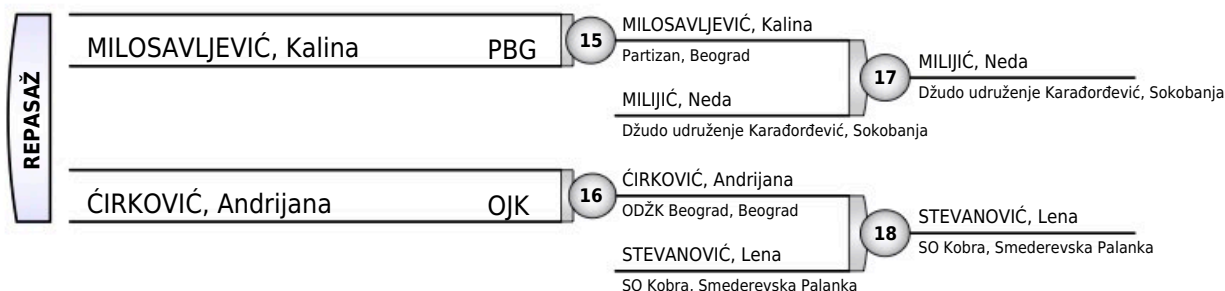 REPASAŽ
MILOSAVLJEVIĆ, Kalina PBG
15
MILOSAVLJEVIĆ, Kalina
Partizan, Beograd
MILIJIĆ, Neda
Džudo udruženje Karađorđević, Sokobanja
17
MILIJIĆ, Neda
Džudo udruženje Karađorđević, Sokobanja
ĆIRKOVIĆ, Andrijana OJK
16
ĆIRKOVIĆ, Andrijana
ODŽK Beograd, Beograd
STEVANOVIĆ, Lena
SO Kobra, Smederevska Palanka
18
STEVANOVIĆ, Lena
SO Kobra, Smederevska Palanka